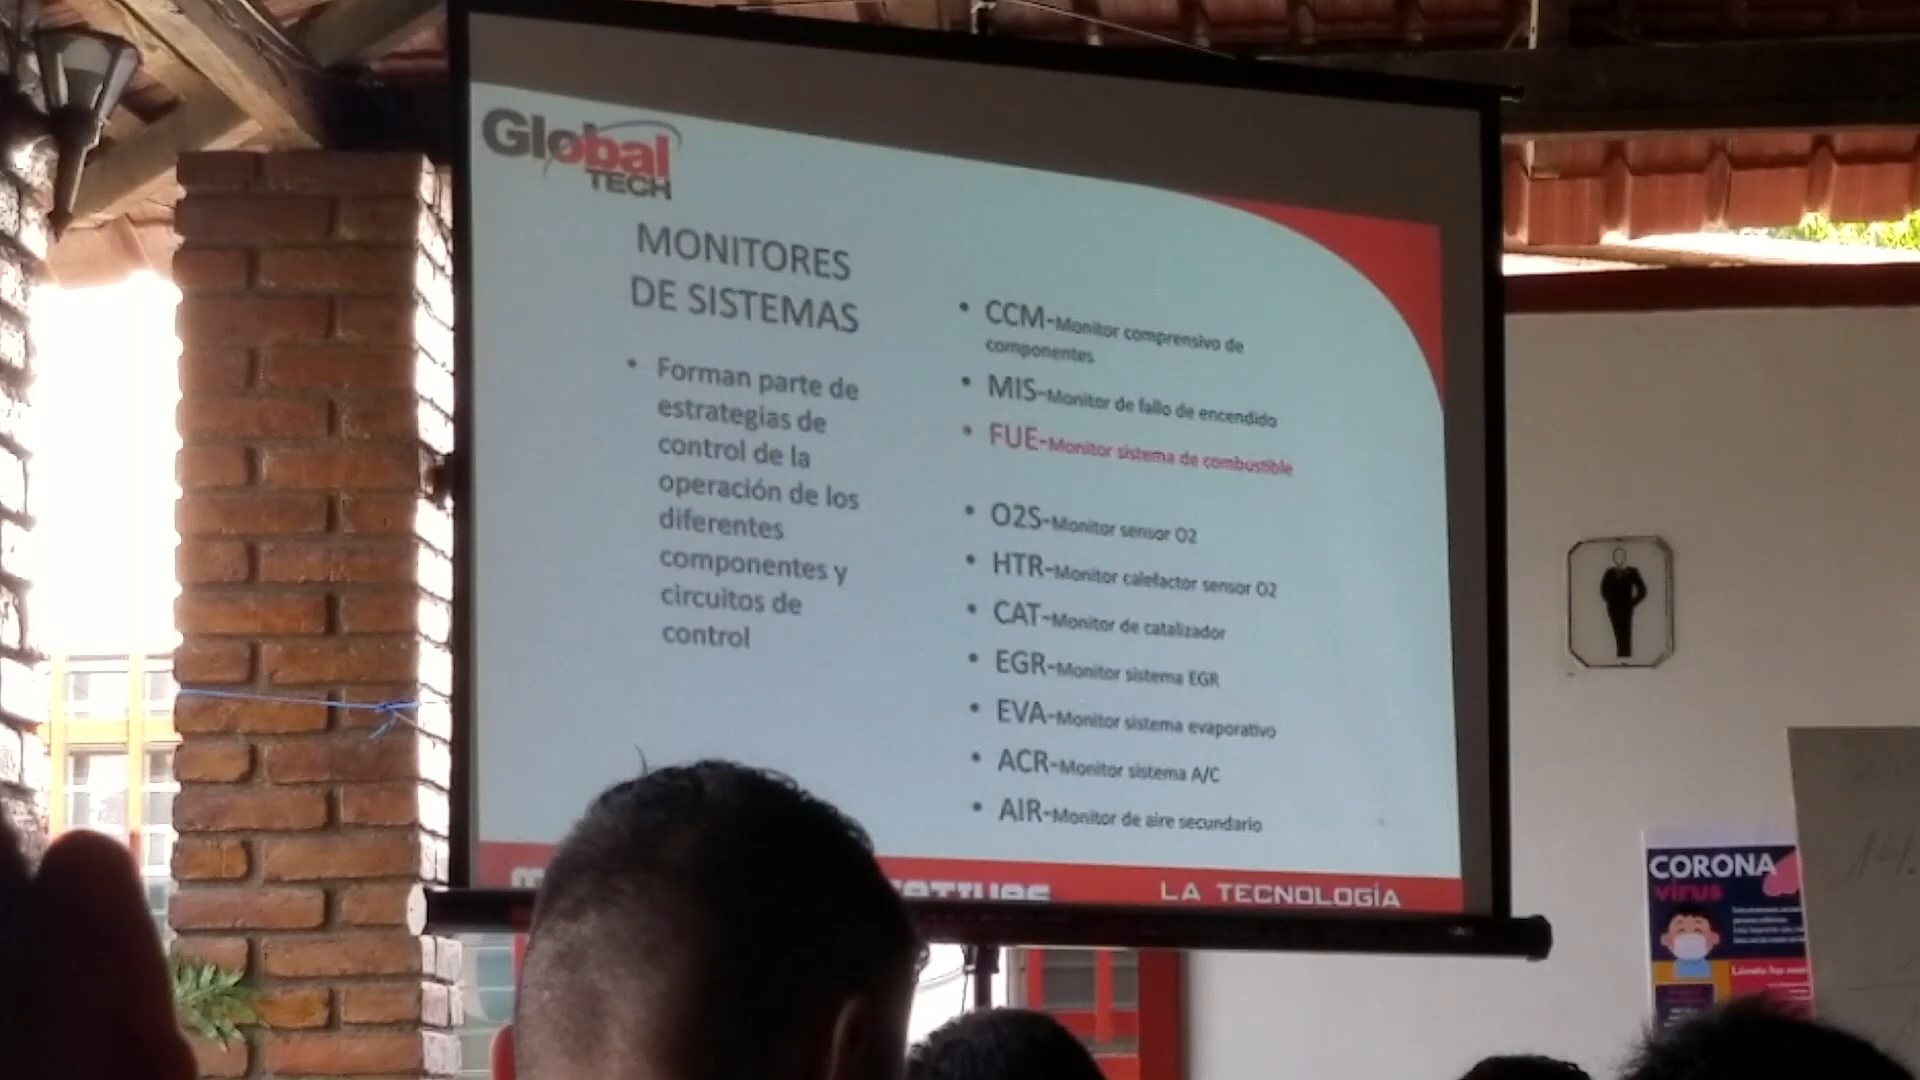 Global
TECH
MONITORES
DE SISTEMAS
• Forman parte de
estrategias de
control de la
operación de los
diferentes
componentes y
circuitos de
control
• CCM-Monitor comprensivo de
componentes
• MIS-Monitor de fallo de encendido
• FUE-Monitor sistema de combustible
• O2S-Monitor sensor O2
• HTR-Monitor calefactor sensor O2
• CAT-Monitor de catalizador
• EGR-Monitor sistema EGR
• EVA-Monitor sistema evaporativo
• ACR-Monitor sistema A/C
• AIR-Monitor de aire secundario
LA TECNOLOGÍA
CORONA
virus